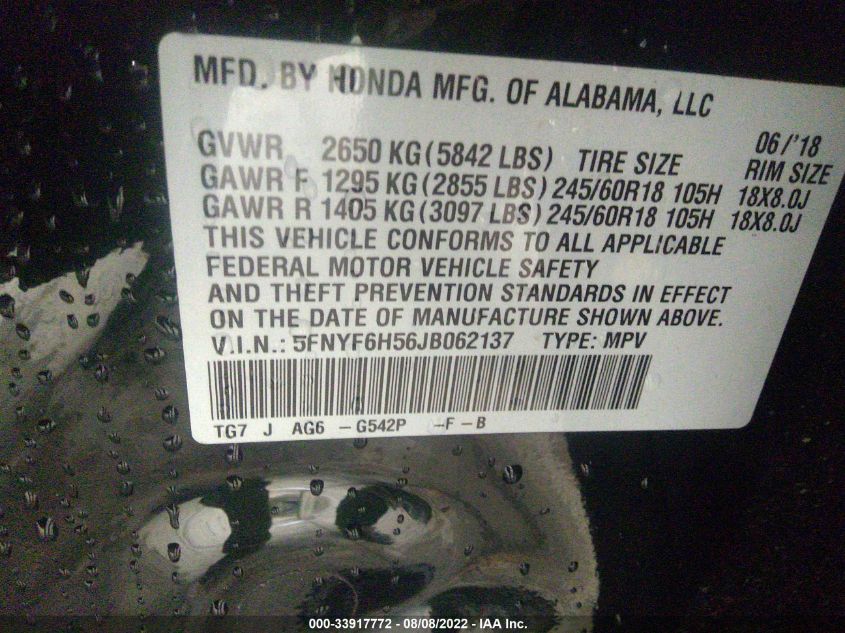 MFD. BY HONDA MFG. OF ALABAMA, LLC
06/'18
GVWR 2650 KG (5842 LBS) TIRE SIZE RIM SIZE
GAWR F 1295 KG (2855 LBS) 245/60R18 105H 18X8.0J
GAWR R 1405 KG (3097 LBS) 245/60R18 105H 18X8.0J
THIS VEHICLE CONFORMS TO ALL APPLICABLE
FEDERAL MOTOR VEHICLE SAFETY
AND THEFT PREVENTION STANDARDS IN EFFECT
ON THE DATE OF MANUFACTURE SHOWN ABOVE.
V.I.N.: 5FNYF6H56JB062137 TYPE: MPV
TG7 J AG6 - G542P -F - B
000-33917772 - 08/08/2022 - IAA Inc.